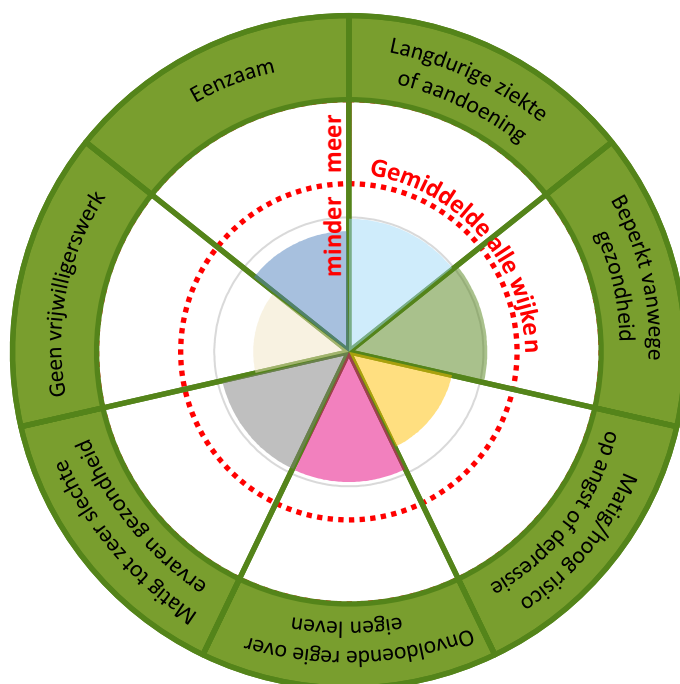 Eenzaam
Langdurige ziekte
of aandoening
Beperkt vanwege
gezondheid
Matig/hoog risico
op angst of depressie
Onvoldoende regie over
eigen leven
Matig tot zeer slechte
ervaren gezondheid
Geen vrijwilligerswerk
minder meer
Gemiddelde alle wijken